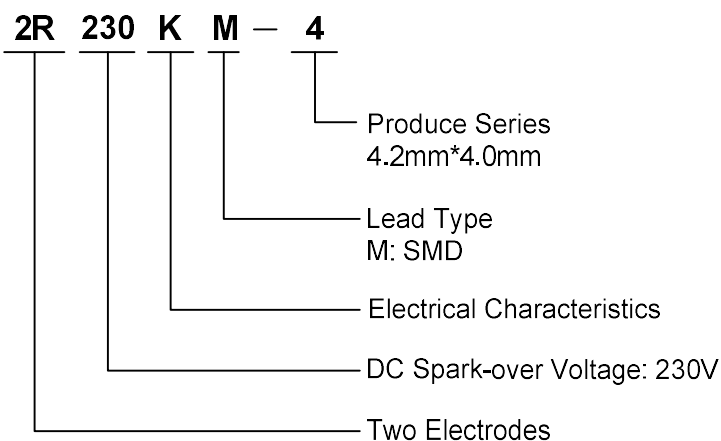 2R 230 K M – 4
Produce Series
4.2mm*4.0mm
Lead Type
M: SMD
Electrical Characteristics
DC Spark-over Voltage: 230V
Two Electrodes